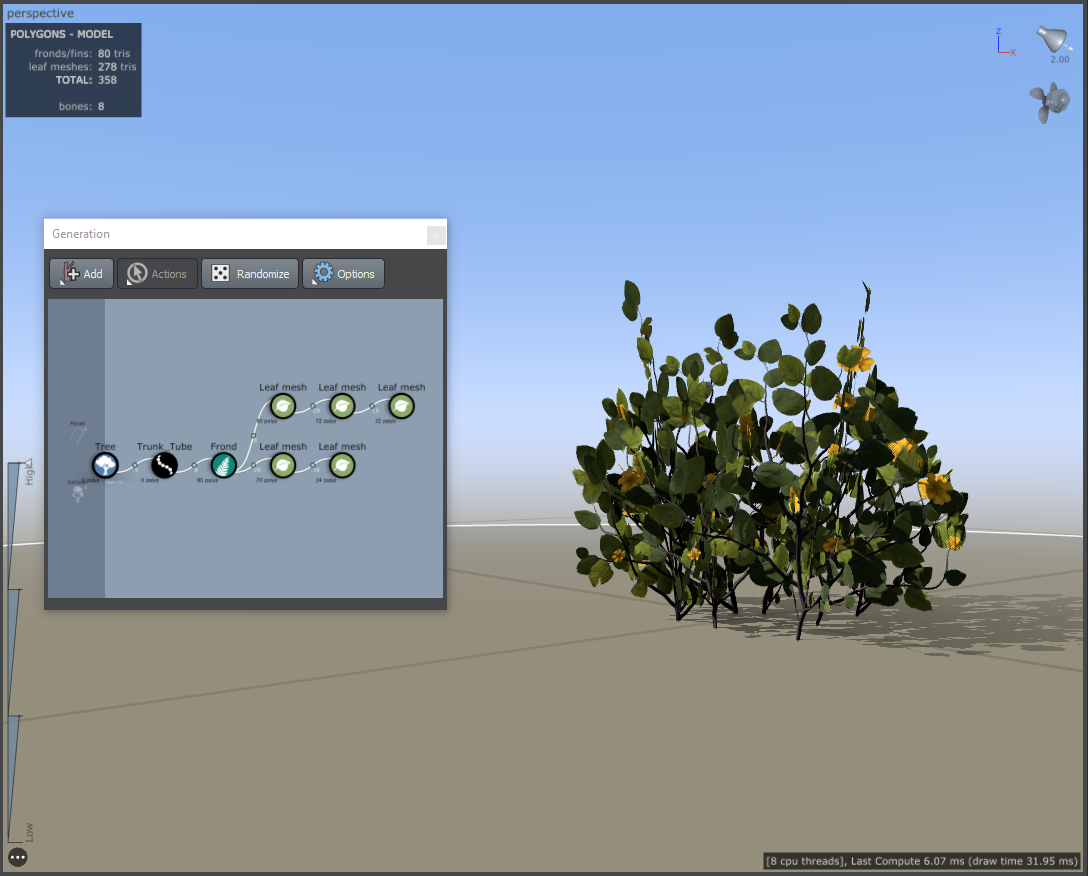 perspective
POLYGONS - MODEL
fronds/fins: 80 tris
leaf meshes: 278 tris
TOTAL: 358
bones: 8
z
x
2.00
Generation
Add Actions Randomize Options
Leaf mesh Leaf mesh Leaf mesh
72 polys 32 polys
Forces
Tree Trunk_Tube Frond Leaf mesh Leaf mesh
0 polys 0 polys 80 polys 70 polys 24 polys
High
Low
[8 cpu threads], Last Compute 6.07 ms (draw time 31.95 ms)